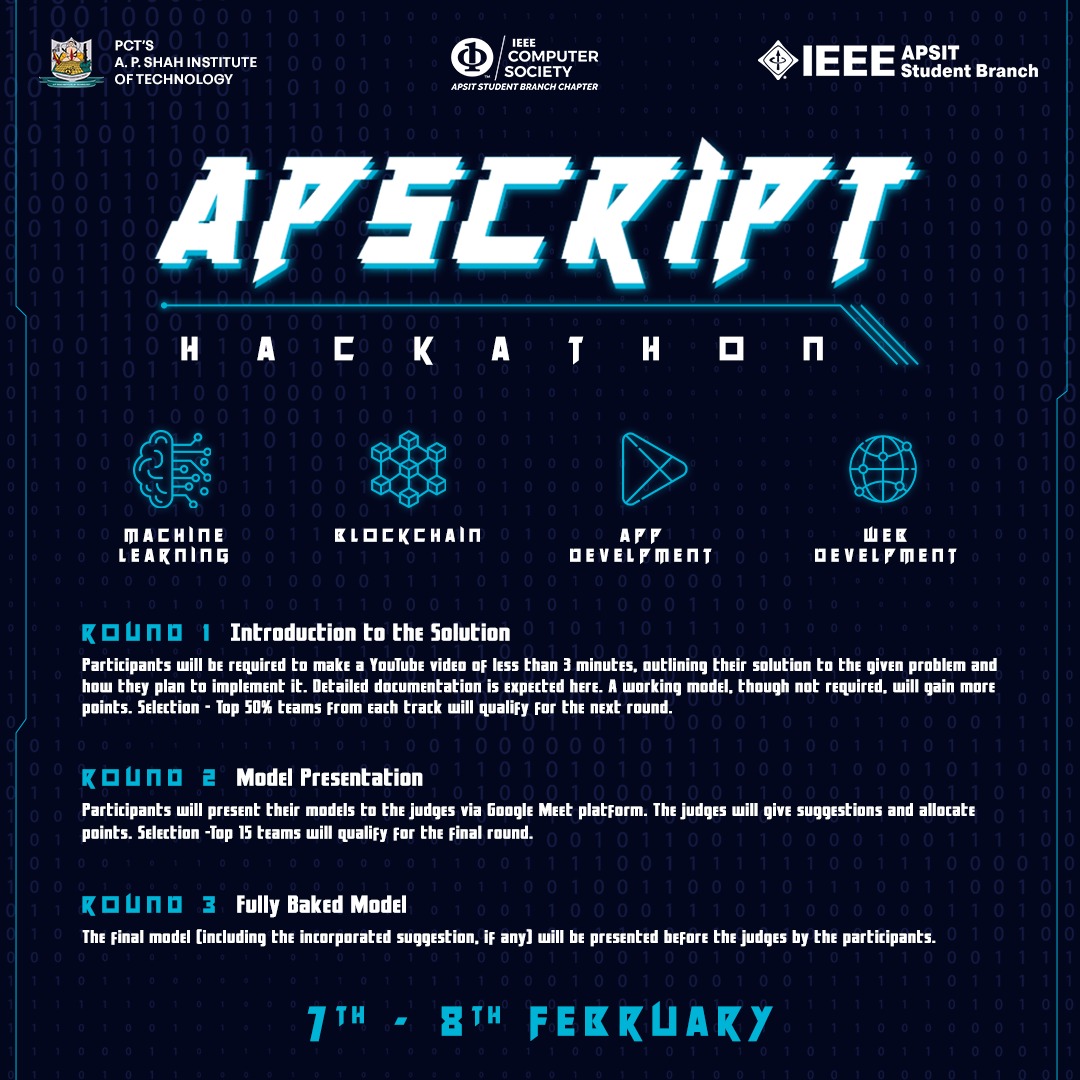 PCT'S
A. P. SHAH INSTITUTE
OF TECHNOLOGY
IEEE
COMPUTER
SOCIETY
TM
APSIT STUDENT BRANCH CHAPTER
IEEE APSIT
Student Branch
APSCRIPT
HACKATHON
MACHINE
LEARNING
BLOCKCHAIN
APP
DEVELPMENT
WEB
DEVELPMENT
ROUND 1 Introduction to the Solution
Participants will be required to make a YouTube video of less than 3 minutes, outlining their solution to the given problem and
how they plan to implement it. Detailed documentation is expected here. A working model, though not required, will gain more
points. Selection - Top 50% teams from each track will qualify for the next round.
ROUND 2 Model Presentation
Participants will present their models to the judges via Google Meet platform. The judges will give suggestions and allocate
points. Selection -Top 15 teams will qualify for the final round.
ROUND 3 Fully Baked Model
The final model (including the incorporated suggestion, if any) will be presented before the judges by the participants.
7TH - 8TH FEBRUARY